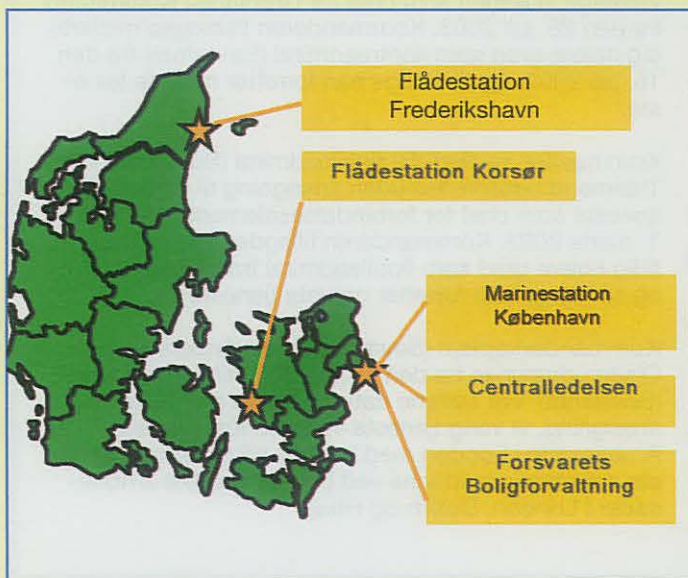 Flådestation
Frederikshavn
Flådestation Korsør
Marinestation
København
Centralledelsen
Forsvarets
Boligforvaltning